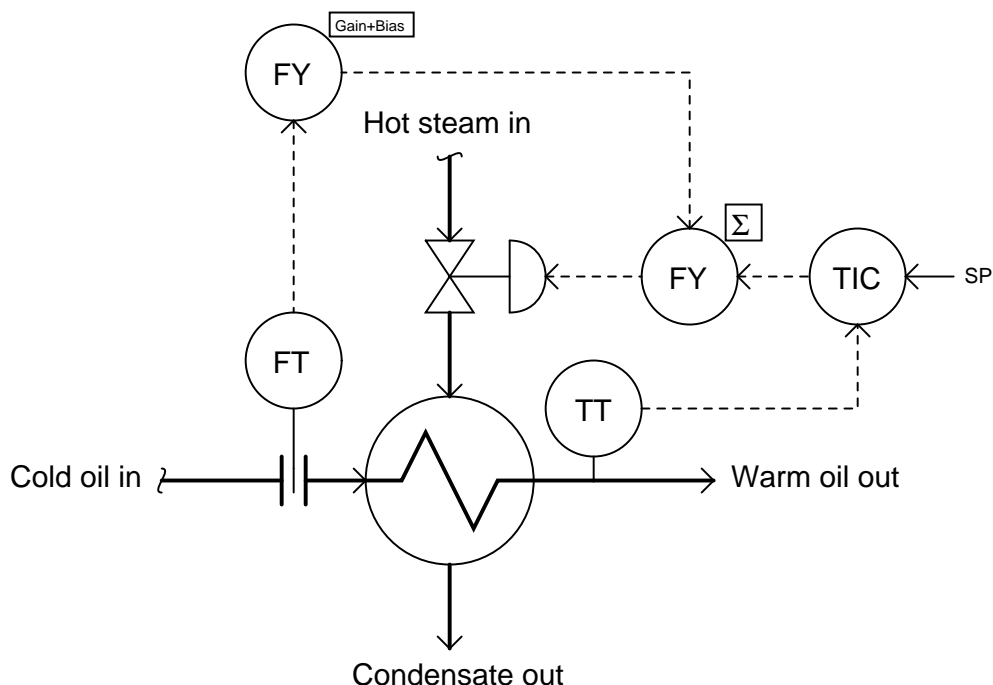 Gain+Bias
FY
Hot steam in
Σ
FY
TIC
SP
FT
TT
Cold oil in
Warm oil out
Condensate out